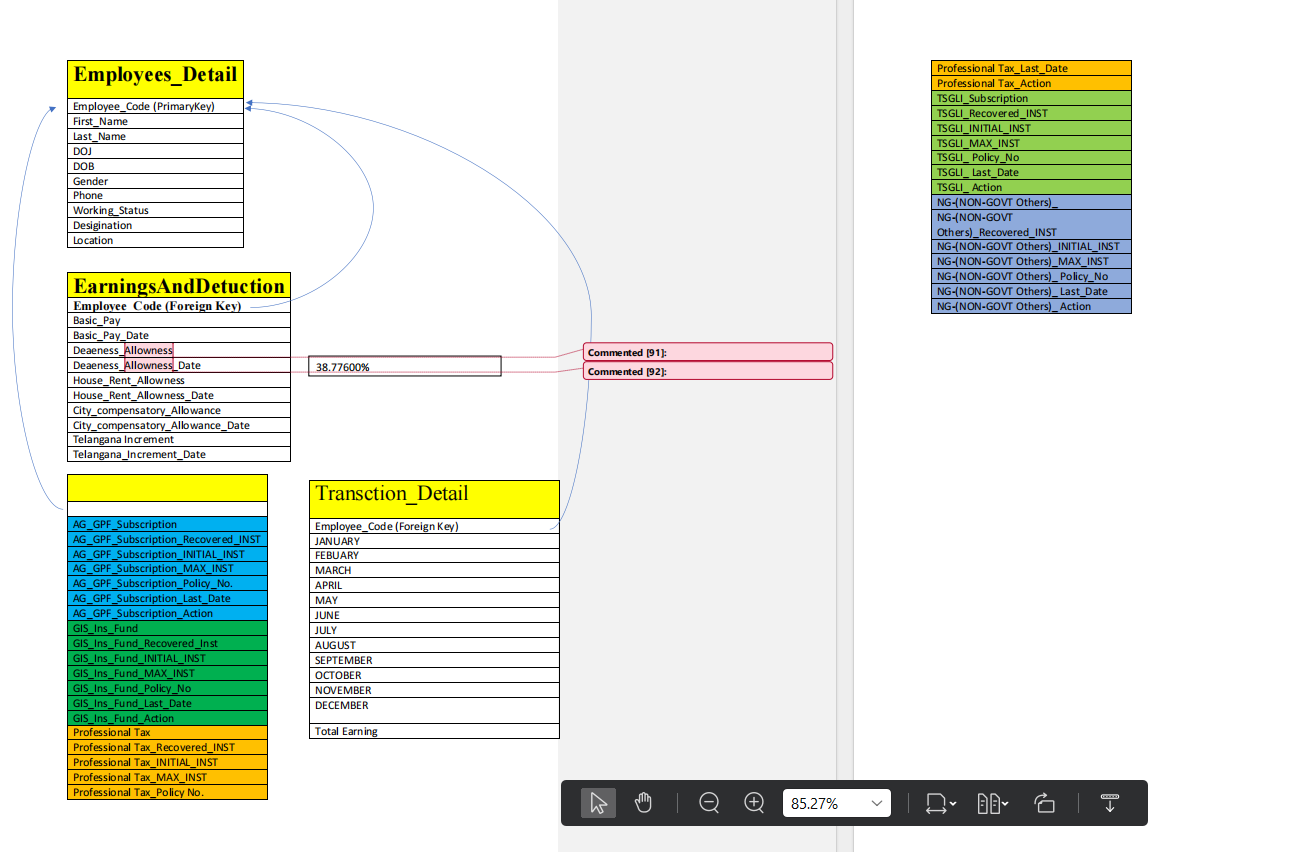 Employees_Detail
Employee_Code (PrimaryKey)
First_Name
Last_Name
DOJ
DOB
Gender
Phone
Working_Status
Desigination
Location
EarningsAndDetuction
Employee_Code (Foreign Key)
Basic_Pay
Basic_Pay_Date
Deaeness_Allowness
Deaeness_Allowness_Date
House_Rent_Allowness
House_Rent_Allowness_Date
City_compensatory_Allowance
City_compensatory_Allowance_Date
Telangana Increment
Telangana_Increment_Date
38.77600%
Commented [91]:
Commented [92]:
AG_GPF_Subscription
AG_GPF_Subscription_Recovered_INST
AG_GPF_Subscription_INITIAL_INST
AG_GPF_Subscription_MAX_INST
AG_GPF_Subscription_Policy_No.
AG_GPF_Subscription_Last_Date
AG_GPF_Subscription_Action
GIS_Ins_Fund
GIS_Ins_Fund_Recovered_Inst
GIS_Ins_Fund_INITIAL_INST
GIS_Ins_Fund_MAX_INST
GIS_Ins_Fund_Policy_No
GIS_Ins_Fund_Last_Date
GIS_Ins_Fund_Action
Professional Tax
Professional Tax_Recovered_INST
Professional Tax_INITIAL_INST
Professional Tax_MAX_INST
Professional Tax_Policy No.
Transction_Detail
Employee_Code (Foreign Key)
JANUARY
FEBUARY
MARCH
APRIL
MAY
JUNE
JULY
AUGUST
SEPTEMBER
OCTOBER
NOVEMBER
DECEMBER
Total Earning
Professional Tax_Last_Date
Professional Tax_Action
TSGLI_Subscription
TSGLI_Recovered_INST
TSGLI_INITIAL_INST
TSGLI_MAX_INST
TSGLI_ Policy_No
TSGLI_ Last_Date
TSGLI_ Action
NG-(NON-GOVT Others)_
NG-(NON-GOVT
Others)_Recovered_INST
NG-(NON-GOVT Others)_INITIAL_INST
NG-(NON-GOVT Others)_MAX_INST
NG-(NON-GOVT Others)_ Policy_No
NG-(NON-GOVT Others)_ Last_Date
NG-(NON-GOVT Others)_ Action
85.27%